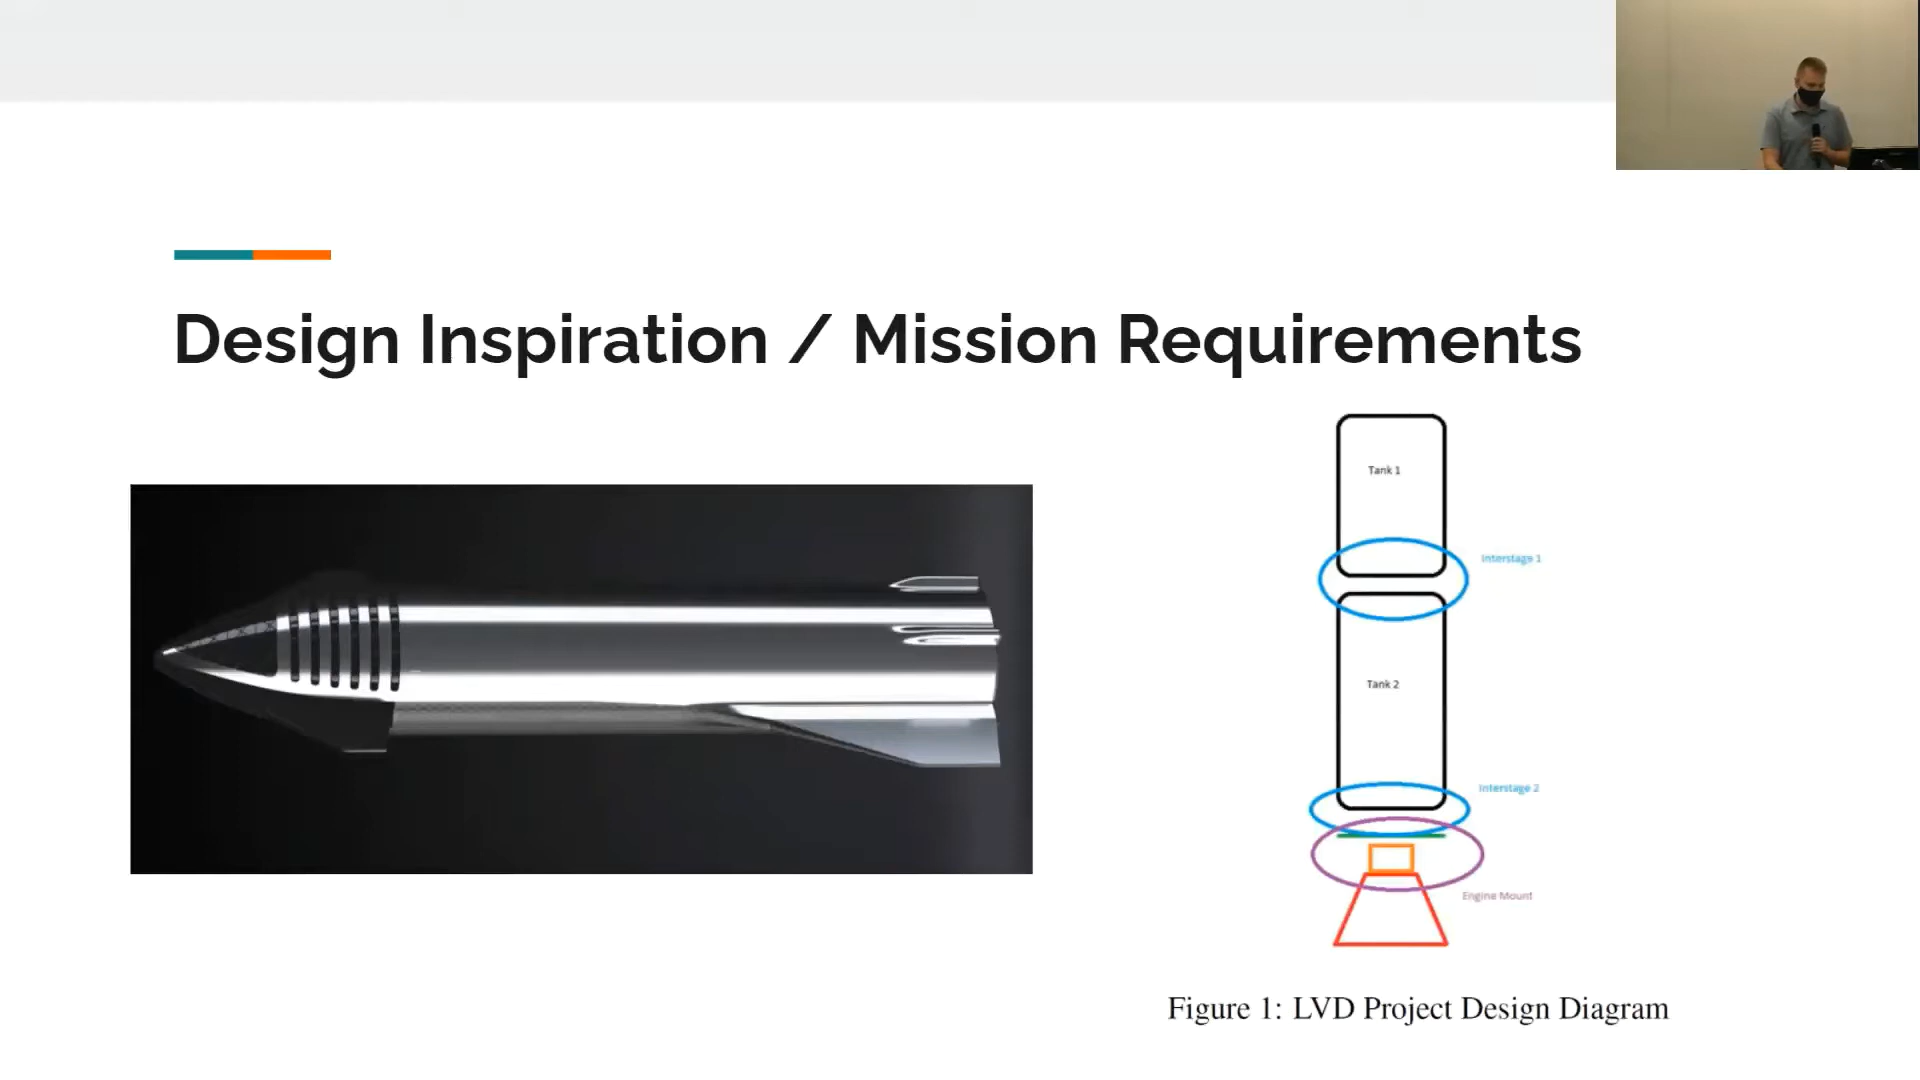 Design Inspiration / Mission Requirements
Tank 1
Interstage 1
Tank 2
Interstage 2
Engine Mount
Figure 1: LVD Project Design Diagram